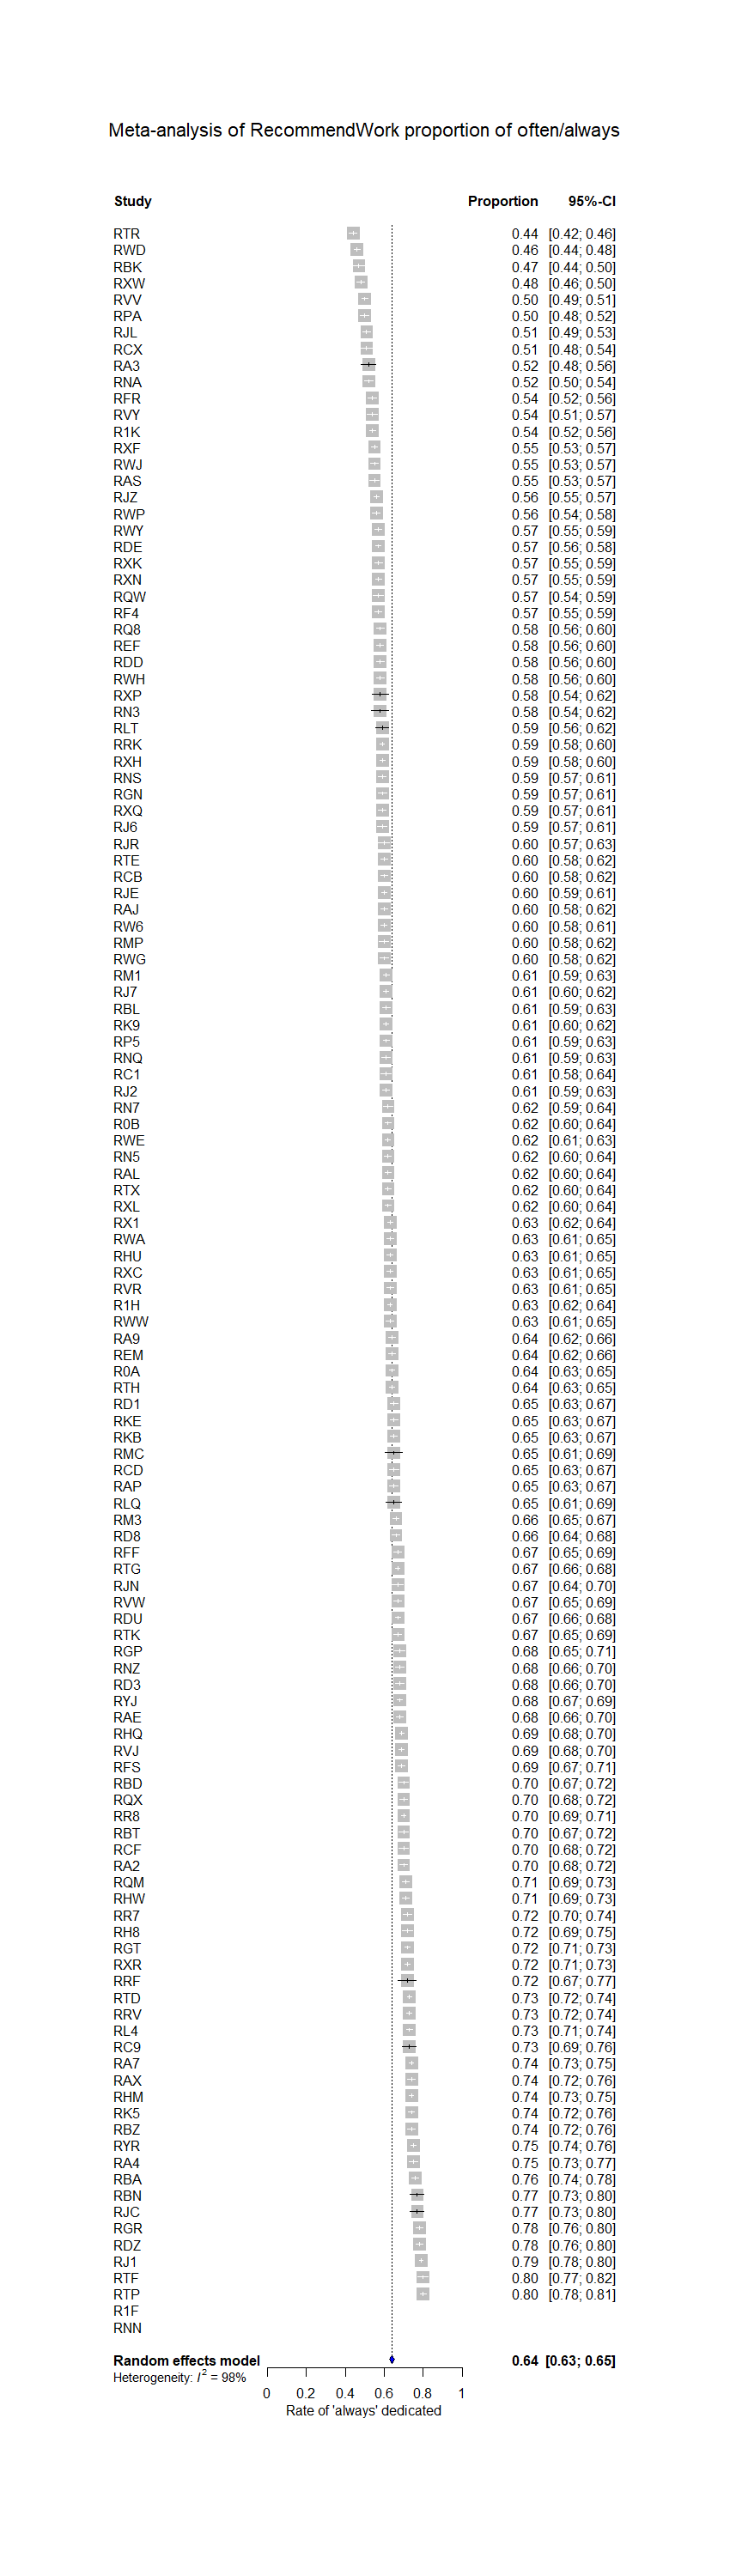 Meta-analysis of RecommendWork proportion of often/always
Study Proportion 95%-CI
RTR 0.44 [0.42; 0.46]
RWD 0.46 [0.44; 0.48]
RBK 0.47 [0.44; 0.50]
RXW 0.48 [0.46; 0.50]
RVV 0.50 [0.49; 0.51]
RPA 0.50 [0.48; 0.52]
RJL 0.51 [0.49; 0.53]
RCX 0.51 [0.48; 0.54]
RA3 0.52 [0.48; 0.56]
RNA 0.52 [0.50; 0.54]
RFR 0.54 [0.52; 0.56]
RVY 0.54 [0.51; 0.57]
R1K 0.54 [0.52; 0.56]
RXF 0.55 [0.53; 0.57]
RWJ 0.55 [0.53; 0.57]
RAS 0.55 [0.53; 0.57]
RJZ 0.56 [0.55; 0.57]
RWP 0.56 [0.54; 0.58]
RWY 0.57 [0.55; 0.59]
RDE 0.57 [0.56; 0.58]
RXK 0.57 [0.55; 0.59]
RXN 0.57 [0.55; 0.59]
RQW 0.57 [0.54; 0.59]
RF4 0.57 [0.55; 0.59]
RQ8 0.58 [0.56; 0.60]
REF 0.58 [0.56; 0.60]
RDD 0.58 [0.56; 0.60]
RWH 0.58 [0.56; 0.60]
RXP 0.58 [0.54; 0.62]
RN3 0.58 [0.54; 0.62]
RLT 0.59 [0.56; 0.62]
RRK 0.59 [0.58; 0.60]
RXH 0.59 [0.58; 0.60]
RNS 0.59 [0.57; 0.61]
RGN 0.59 [0.57; 0.61]
RXQ 0.59 [0.57; 0.61]
RJ6 0.59 [0.57; 0.61]
RJR 0.60 [0.57; 0.63]
RTE 0.60 [0.58; 0.62]
RCB 0.60 [0.58; 0.62]
RJE 0.60 [0.59; 0.61]
RAJ 0.60 [0.58; 0.62]
RW6 0.60 [0.58; 0.61]
RMP 0.60 [0.58; 0.62]
RWG 0.60 [0.58; 0.62]
RM1 0.61 [0.59; 0.63]
RJ7 0.61 [0.60; 0.62]
RBL 0.61 [0.59; 0.63]
RK9 0.61 [0.60; 0.62]
RP5 0.61 [0.59; 0.63]
RNQ 0.61 [0.59; 0.63]
RC1 0.61 [0.58; 0.64]
RJ2 0.61 [0.59; 0.63]
RN7 0.62 [0.59; 0.64]
R0B 0.62 [0.60; 0.64]
RWE 0.62 [0.61; 0.63]
RN5 0.62 [0.60; 0.64]
RAL 0.62 [0.60; 0.64]
RTX 0.62 [0.60; 0.64]
RXL 0.62 [0.60; 0.64]
RX1 0.63 [0.62; 0.64]
RWA 0.63 [0.61; 0.65]
RHU 0.63 [0.61; 0.65]
RXC 0.63 [0.61; 0.65]
RVR 0.63 [0.61; 0.65]
R1H 0.63 [0.62; 0.64]
RWW 0.63 [0.61; 0.65]
RA9 0.64 [0.62; 0.66]
REM 0.64 [0.62; 0.66]
R0A 0.64 [0.63; 0.65]
RTH 0.64 [0.63; 0.65]
RD1 0.65 [0.63; 0.67]
RKE 0.65 [0.63; 0.67]
RKB 0.65 [0.63; 0.67]
RMC 0.65 [0.61; 0.69]
RCD 0.65 [0.63; 0.67]
RAP 0.65 [0.63; 0.67]
RLQ 0.65 [0.61; 0.69]
RM3 0.66 [0.65; 0.67]
RD8 0.66 [0.64; 0.68]
RFF 0.67 [0.65; 0.69]
RTG 0.67 [0.66; 0.68]
RJN 0.67 [0.64; 0.70]
RVW 0.67 [0.65; 0.69]
RDU 0.67 [0.66; 0.68]
RTK 0.67 [0.65; 0.69]
RGP 0.68 [0.65; 0.71]
RNZ 0.68 [0.66; 0.70]
RD3 0.68 [0.66; 0.70]
RYJ 0.68 [0.67; 0.69]
RAE 0.68 [0.66; 0.70]
RHQ 0.69 [0.68; 0.70]
RVJ 0.69 [0.68; 0.70]
RFS 0.69 [0.67; 0.71]
RBD 0.70 [0.67; 0.72]
RQX 0.70 [0.68; 0.72]
RR8 0.70 [0.69; 0.71]
RBT 0.70 [0.67; 0.72]
RCF 0.70 [0.68; 0.72]
RA2 0.70 [0.68; 0.72]
RQM 0.71 [0.69; 0.73]
RHW 0.71 [0.69; 0.73]
RR7 0.72 [0.70; 0.74]
RH8 0.72 [0.69; 0.75]
RGT 0.72 [0.71; 0.73]
RXR 0.72 [0.71; 0.73]
RRF 0.72 [0.67; 0.77]
RTD 0.73 [0.72; 0.74]
RRV 0.73 [0.72; 0.74]
RL4 0.73 [0.71; 0.74]
RC9 0.73 [0.69; 0.76]
RA7 0.74 [0.73; 0.75]
RAX 0.74 [0.72; 0.76]
RHM 0.74 [0.73; 0.75]
RK5 0.74 [0.72; 0.76]
RBZ 0.74 [0.72; 0.76]
RYR 0.75 [0.74; 0.76]
RA4 0.75 [0.73; 0.77]
RBA 0.76 [0.74; 0.78]
RBN 0.77 [0.73; 0.80]
RJC 0.77 [0.73; 0.80]
RGR 0.78 [0.76; 0.80]
RDZ 0.78 [0.76; 0.80]
RJ1 0.79 [0.78; 0.80]
RTF 0.80 [0.77; 0.82]
RTP 0.80 [0.78; 0.81]
R1F
RNN
Random effects model 0.64 [0.63; 0.65]
Heterogeneity: I² = 98%
0 0.2 0.4 0.6 0.8 1
Rate of 'always' dedicated